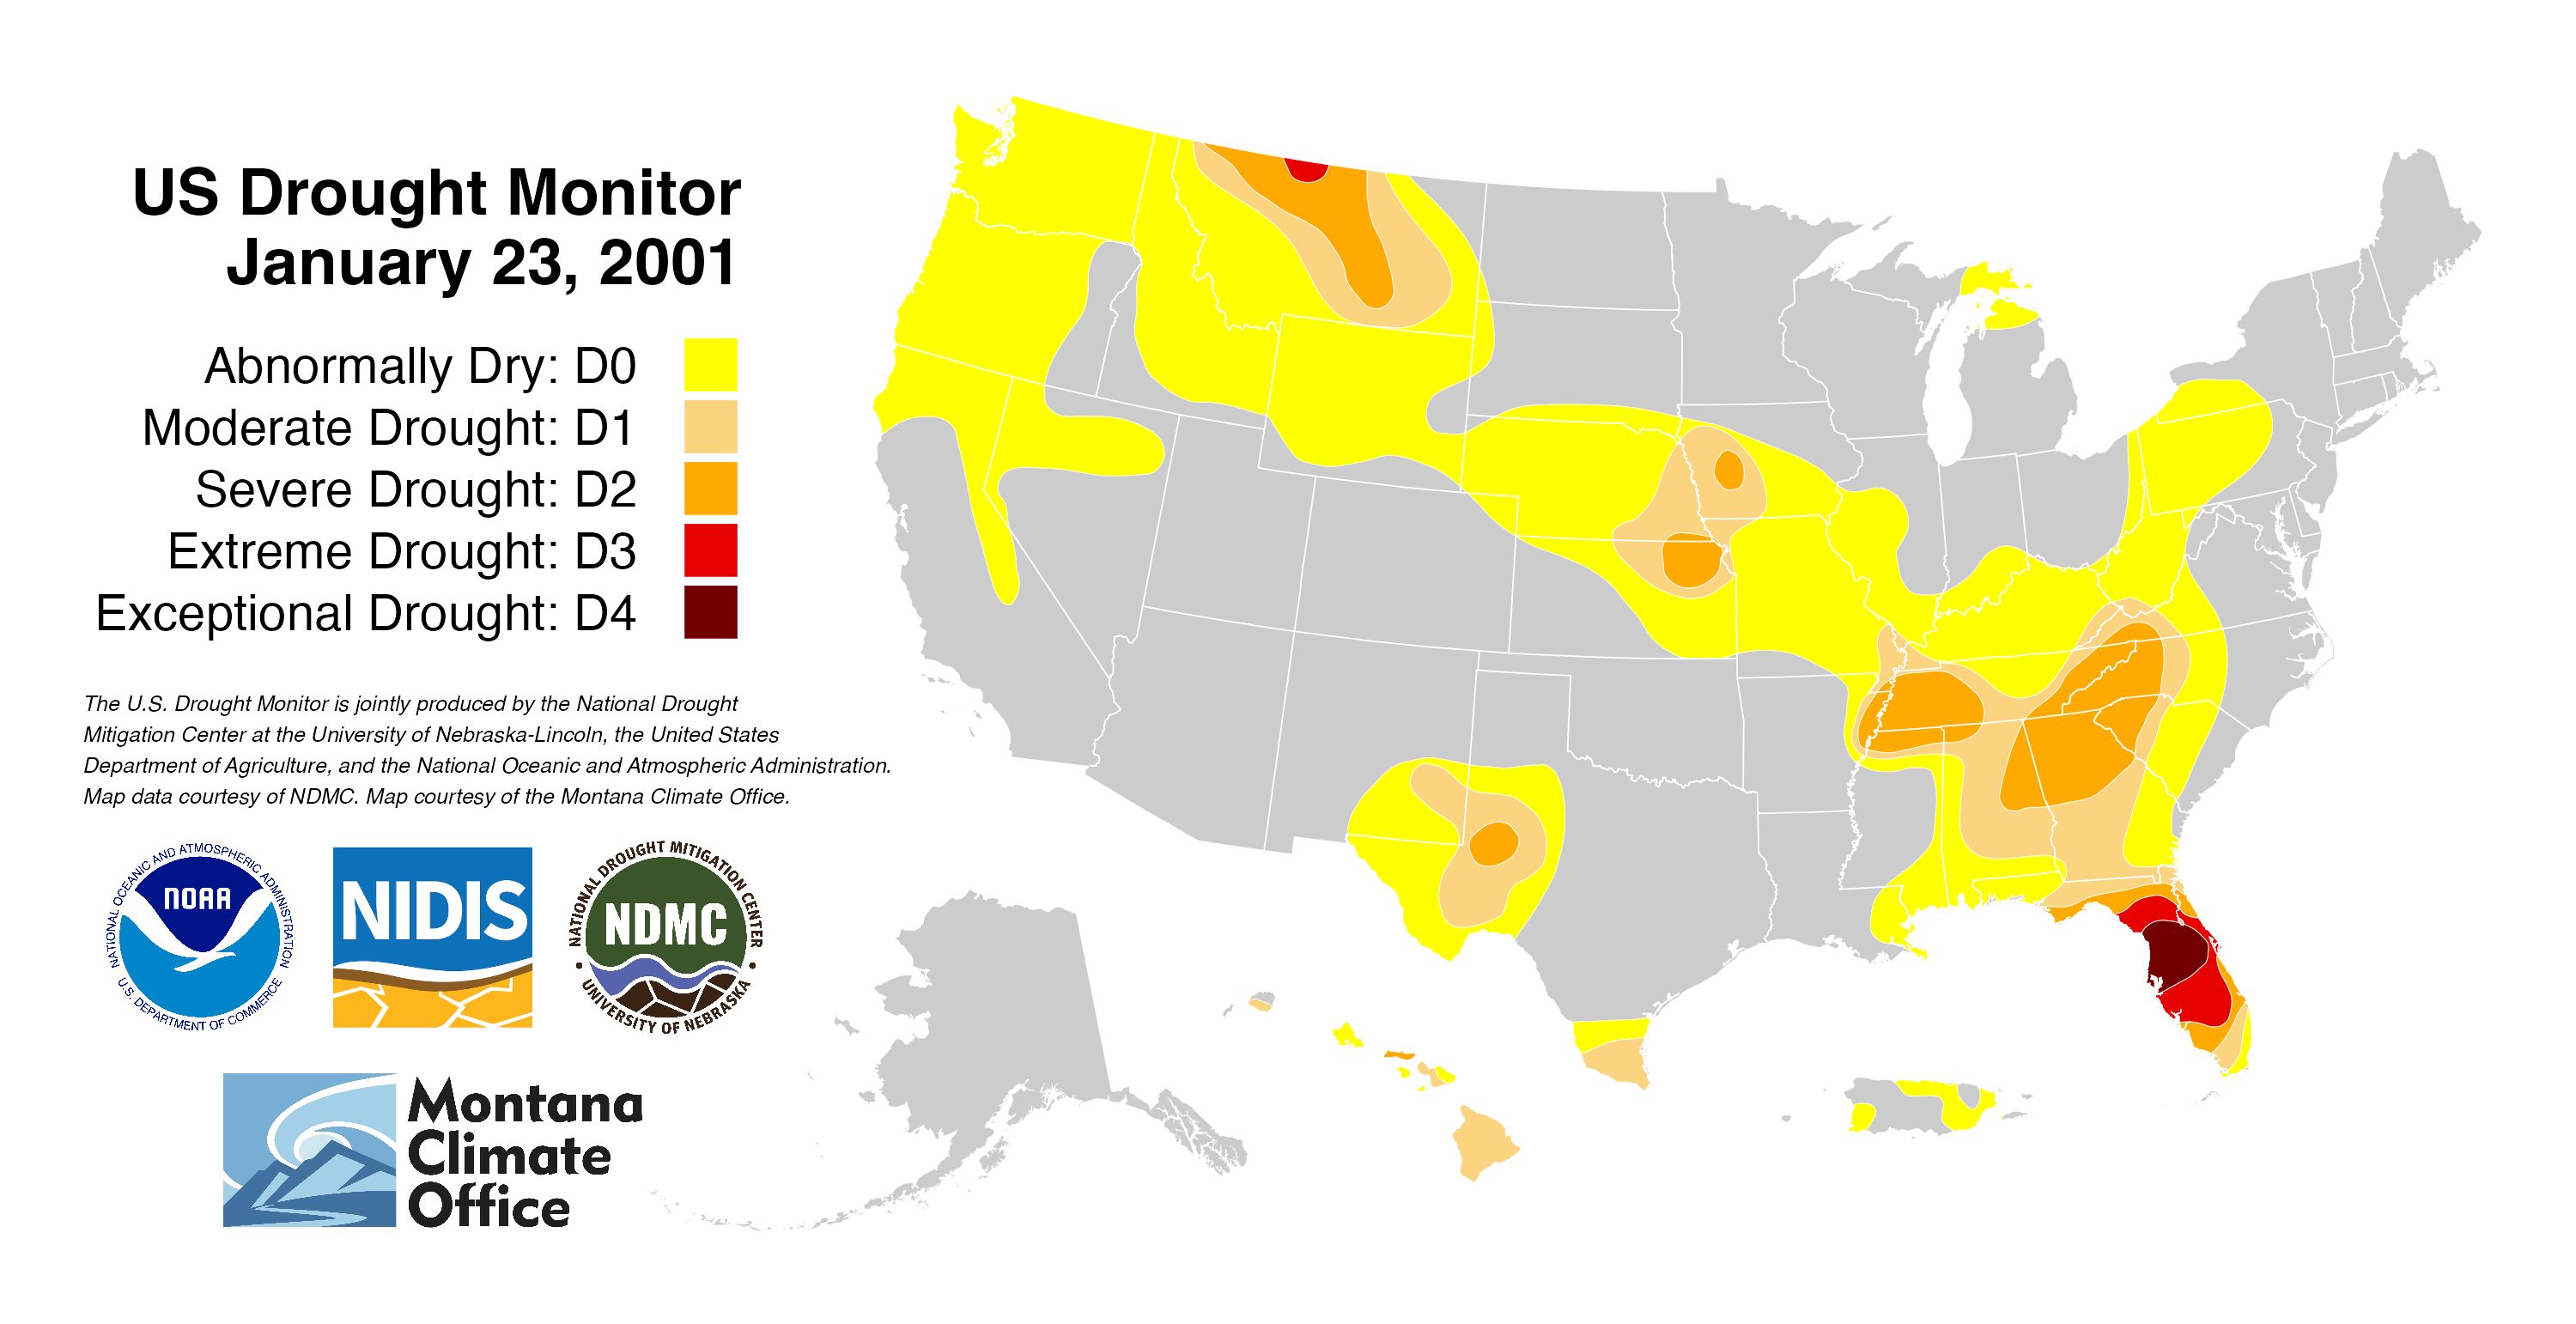 US Drought Monitor
January 23, 2001
Abnormally Dry: D0
Moderate Drought: D1
Severe Drought: D2
Extreme Drought: D3
Exceptional Drought: D4
The U.S. Drought Monitor is jointly produced by the National Drought
Mitigation Center at the University of Nebraska-Lincoln, the United States
Department of Agriculture, and the National Oceanic and Atmospheric Administration.
Map data courtesy of NDMC. Map courtesy of the Montana Climate Office.
NATIONAL OCEANIC AND ATMOSPHERIC ADMINISTRATION
NOAA
U.S. DEPARTMENT OF COMMERCE
NIDIS
NATIONAL DROUGHT MITIGATION CENTER
NDMC
UNIVERSITY OF NEBRASKA
Montana
Climate
Office